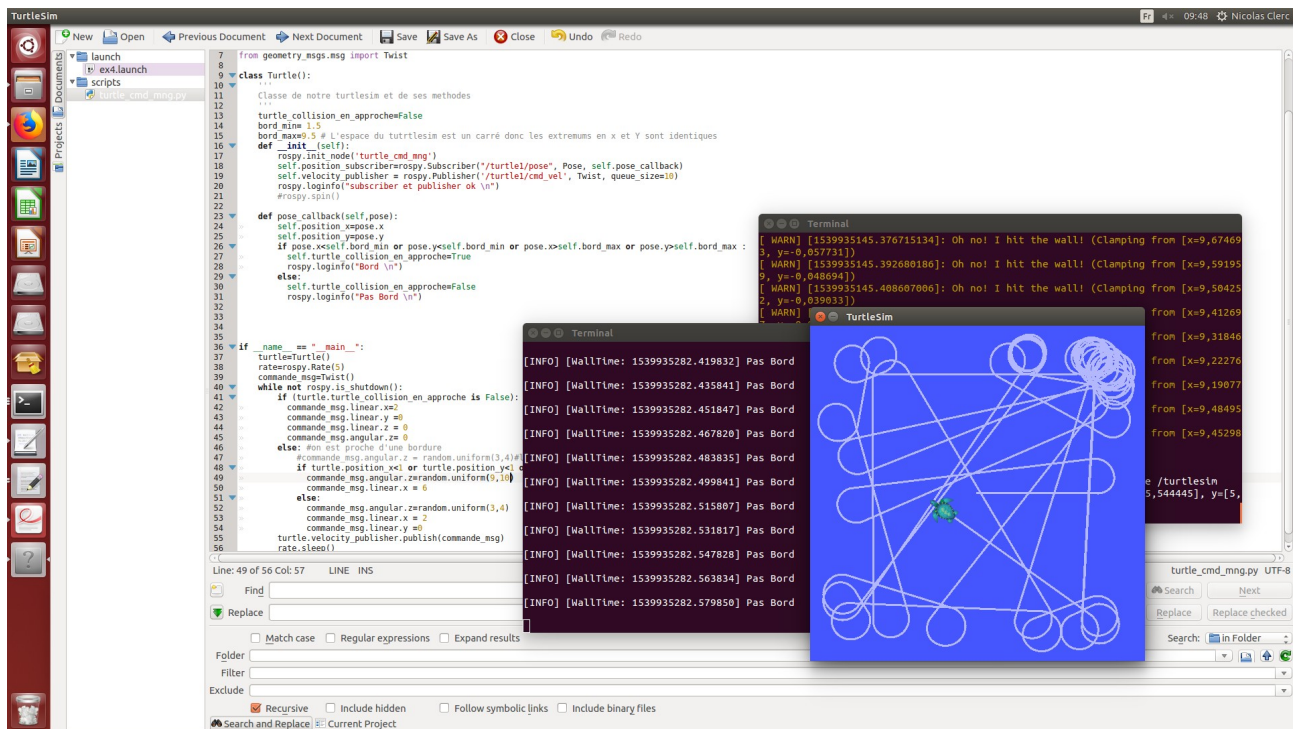 TurtleSim
Fr
09:48
Nicolas Clerc
New
Open
Previous Document
Next Document
Save
Save As
Close
Undo
Redo
Documents
Projects
launch
ex4.launch
scripts
turtle_cmd_mng.py
7 from geometry_msgs.msg import Twist
8
9 class Turtle():
10 '''
11 Classe de notre turtlesim et de ses methodes
12 '''
13 turtle_collision_en_approche=False
14 bord_min= 1.5
15 bord_max=9.5 # L'espace du tutrtlesim est un carré donc les extremums en x et Y sont identiques
16 def __init__(self):
17 rospy.init_node('turtle_cmd_mng')
18 self.position_subscriber=rospy.Subscriber("/turtle1/pose", Pose, self.pose_callback)
19 self.velocity_publisher = rospy.Publisher('/turtle1/cmd_vel', Twist, queue_size=10)
20 rospy.loginfo("subscriber et publisher ok \n")
21 #rospy.spin()
22
23 def pose_callback(self,pose):
24 self.position_x=pose.x
25 self.position_y=pose.y
26 if pose.x<self.bord_min or pose.y<self.bord_min or pose.x>self.bord_max or pose.y>self.bord_max :
27 self.turtle_collision_en_approche=True
28 rospy.loginfo("Bord \n")
29 else:
30 self.turtle_collision_en_approche=False
31 rospy.loginfo("Pas Bord \n")
32
33
34
35
36 if __name__ == "__main__":
37 turtle=Turtle()
38 rate=rospy.Rate(5)
39 commande_msg=Twist()
40 while not rospy.is_shutdown():
41 if (turtle.turtle_collision_en_approche is False):
42 commande_msg.linear.x=2
43 commande_msg.linear.y =0
44 commande_msg.linear.z = 0
45 commande_msg.angular.z= 0
46 else: #on est proche d'une bordure
47 #commande_msg.angular.z = random.uniform(3,4)#
48 if turtle.position_x<1 or turtle.position_y<1
49 commande_msg.angular.z=random.uniform(9,10)
50 commande_msg.linear.x = 6
51 else:
52 commande_msg.angular.z=random.uniform(3,4)
53 commande_msg.linear.x = 2
54 commande_msg.linear.y =0
55 turtle.velocity_publisher.publish(commande_msg)
56 rate.sleep()
Terminal
[ WARN] [1539935145.376715134]: Oh no! I hit the wall! (Clamping from [x=9,67469
3, y=-0,057731])
[ WARN] [1539935145.392680186]: Oh no! I hit the wall! (Clamping from [x=9,59195
9, y=-0,048694])
[ WARN] [1539935145.408607006]: Oh no! I hit the wall! (Clamping from [x=9,50425
2, y=-0,039033])
[ WARN]
from [x=9,41269
from [x=9,31846
from [x=9,22276
from [x=9,19077
from [x=9,48495
from [x=9,45298
e /turtlesim
5,544445], y=[5,
TurtleSim
Terminal
[INFO] [WallTime: 1539935282.419832] Pas Bord
[INFO] [WallTime: 1539935282.435841] Pas Bord
[INFO] [WallTime: 1539935282.451847] Pas Bord
[INFO] [WallTime: 1539935282.467820] Pas Bord
[INFO] [WallTime: 1539935282.483835] Pas Bord
[INFO] [WallTime: 1539935282.499841] Pas Bord
[INFO] [WallTime: 1539935282.515807] Pas Bord
[INFO] [WallTime: 1539935282.531817] Pas Bord
[INFO] [WallTime: 1539935282.547828] Pas Bord
[INFO] [WallTime: 1539935282.563834] Pas Bord
[INFO] [WallTime: 1539935282.579850] Pas Bord
Line: 49 of 56 Col: 57 LINE INS
turtle_cmd_mng.py UTF-8
Find
Search
Next
Replace
Replace
Replace checked
Match case
Regular expressions
Expand results
Search:
in Folder
Folder
Filter
Exclude
Recursive
Include hidden
Follow symbolic links
Include binary files
Search and Replace
Current Project